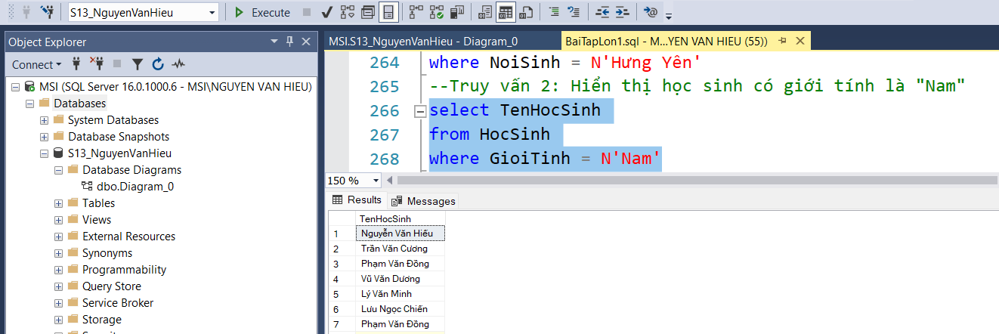 S13_NguyenVanHieu
Execute
Object Explorer
Connect
MSI (SQL Server 16.0.1000.6 - MSI\NGUYEN VAN HIEU)
Databases
System Databases
Database Snapshots
S13_NguyenVanHieu
Database Diagrams
dbo.Diagram_0
Tables
Views
External Resources
Synonyms
Programmability
Query Store
Service Broker
Storage
MSI.S13_NguyenVanHieu - Diagram_0
BaiTapLon1.sql - M...YEN VAN HIEU (55))
264 where NoiSinh = N'Hưng Yên'
265 --Truy vấn 2: Hiển thị học sinh có giới tính là "Nam"
266 select TenHocSinh
267 from HocSinh
268 where GioiTinh = N'Nam'
150 %
Results Messages
TenHocSinh
1 Nguyễn Văn Hiếu
2 Trần Văn Cương
3 Phạm Văn Đồng
4 Vũ Văn Dương
5 Lý Văn Minh
6 Lưu Ngọc Chiến
7 Phạm Văn Đồng